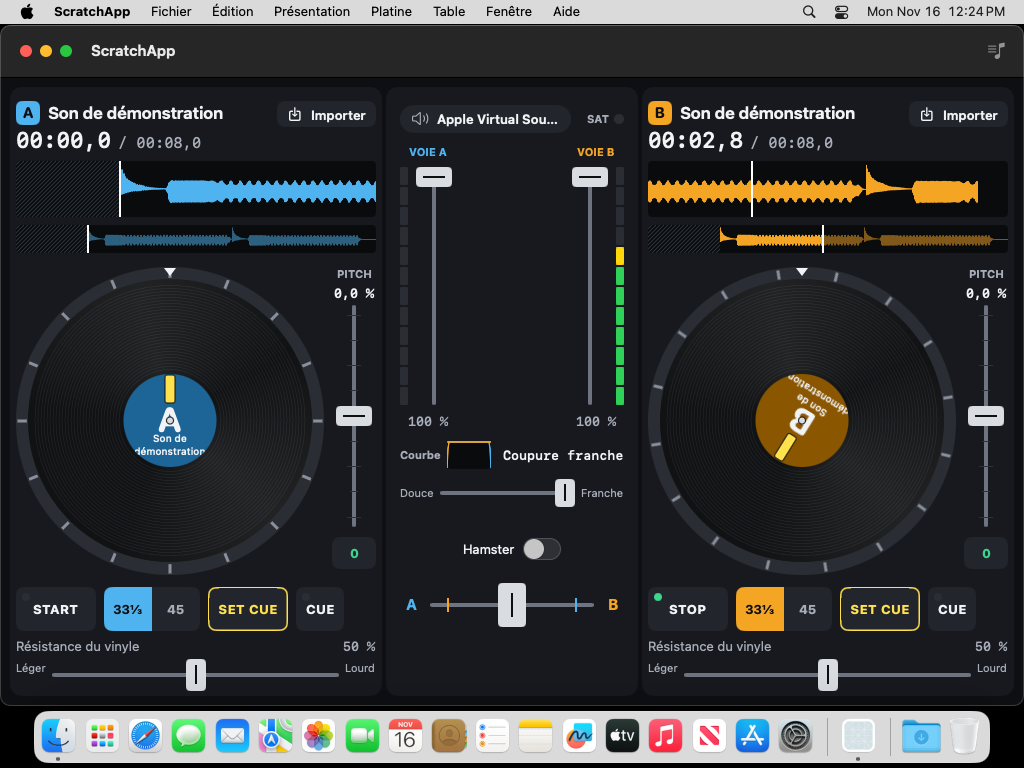 ScratchApp Fichier Édition Présentation Platine Table Fenêtre Aide Mon Nov 16 12:24 PM
ScratchApp
A Son de démonstration Importer
00:00,0 / 00:08,0
PITCH
0,0 %
A
Son de
démonstration
0
START 33⅓ 45 SET CUE CUE
Résistance du vinyle 50 %
Léger Lourd
Apple Virtual Sou... SAT
VOIE A VOIE B
100 % 100 %
Courbe Coupure franche
Douce Franche
Hamster
A B
B Son de démonstration Importer
00:02,8 / 00:08,0
PITCH
0,0 %
B
Son de
démonstration
0
STOP 33⅓ 45 SET CUE CUE
Résistance du vinyle 50 %
Léger Lourd
NOV
16
tv